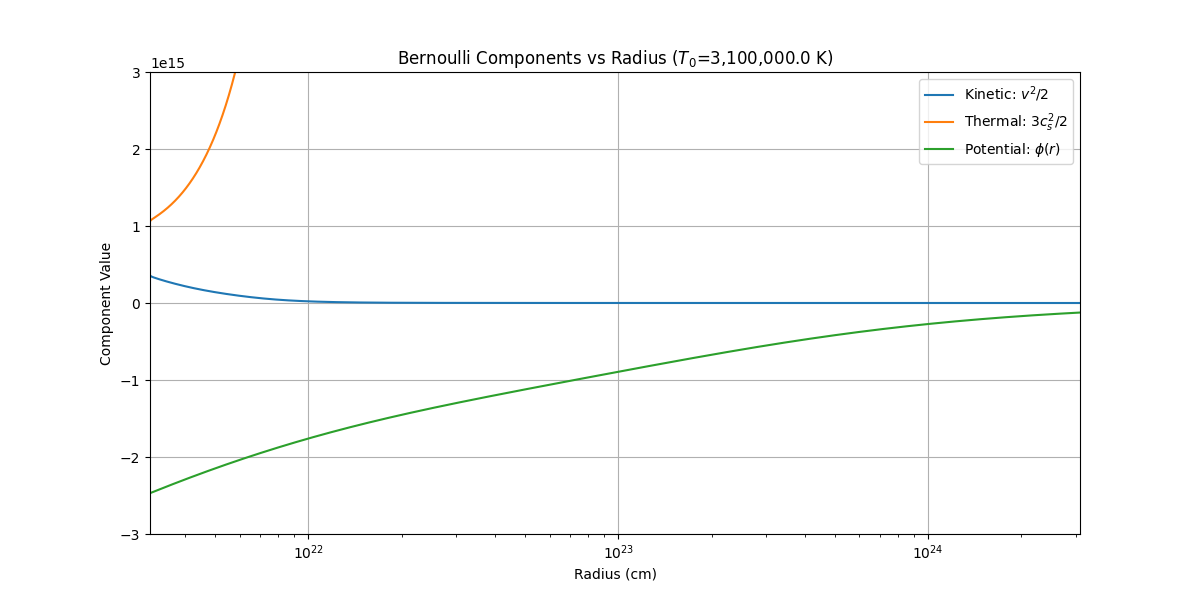 Bernoulli Components vs Radius ($T_0$=3,100,000.0 K)
1e15
3
2
1
0
−1
−2
−3
Component Value
Kinetic: $v^2/2$
Thermal: $3c_s^2/2$
Potential: $\phi(r)$
$10^{22}$
$10^{23}$
$10^{24}$
Radius (cm)